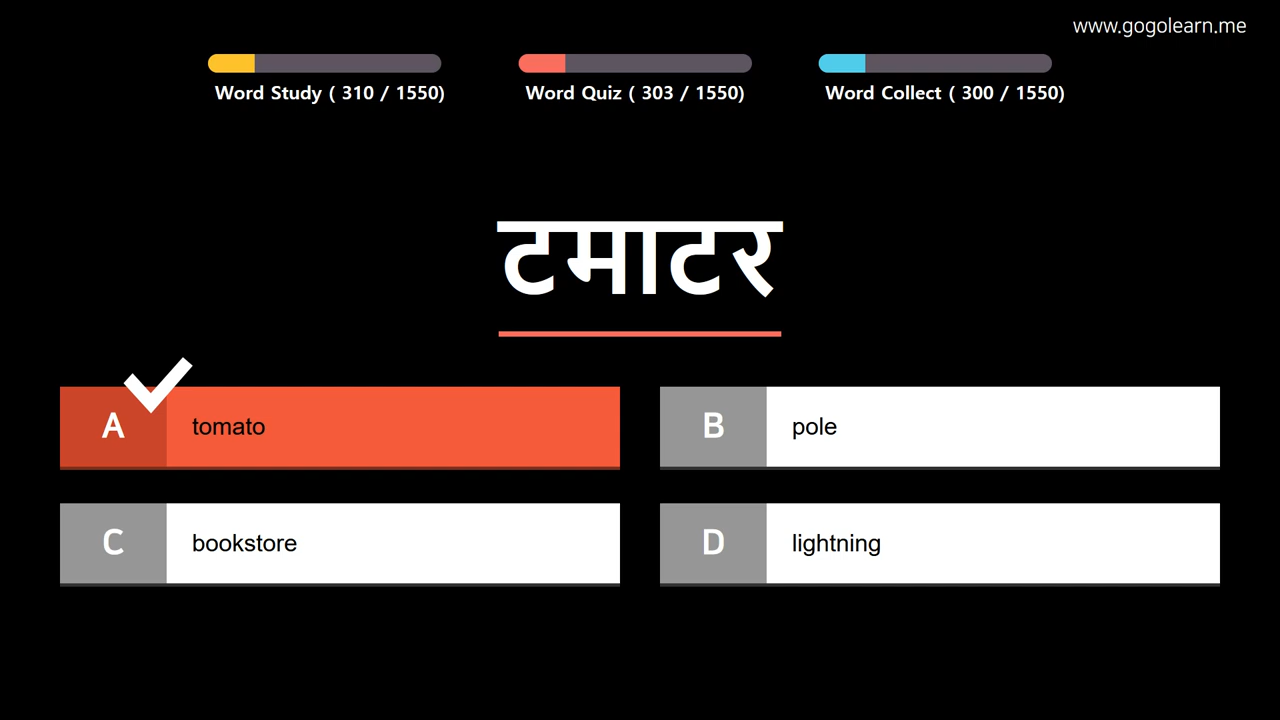 www.gogolearn.me
Word Study ( 310 / 1550)
Word Quiz ( 303 / 1550)
Word Collect ( 300 / 1550)
टमाटर
A tomato
B pole
C bookstore
D lightning